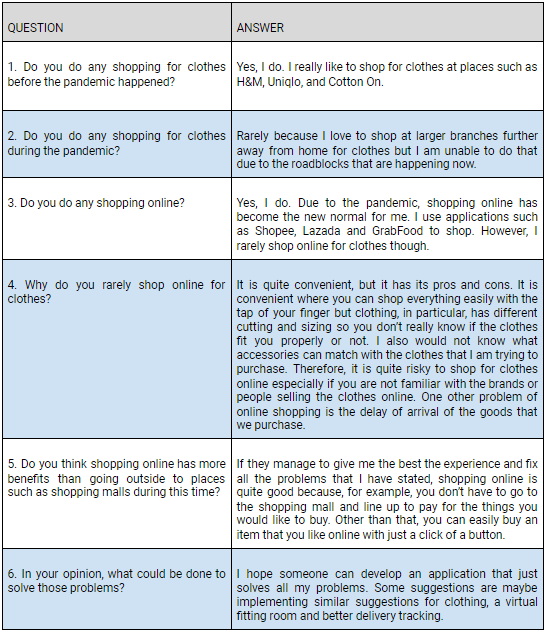 QUESTION
ANSWER
1. Do you do any shopping for clothes
before the pandemic happened?
Yes, I do. I really like to shop for clothes at places such as
H&M, Uniqlo, and Cotton On.
2. Do you do any shopping for clothes
during the pandemic?
Rarely because I love to shop at larger branches further
away from home for clothes but I am unable to do that
due to the roadblocks that are happening now.
3. Do you do any shopping online?
Yes, I do. Due to the pandemic, shopping online has
become the new normal for me. I use applications such
as Shopee, Lazada and GrabFood to shop. However, I
rarely shop online for clothes though.
4. Why do you rarely shop online for
clothes?
It is quite convenient, but it has its pros and cons. It is
convenient where you can shop everything easily with the
tap of your finger but clothing, in particular, has different
cutting and sizing so you don't really know if the clothes
fit you properly or not. I also would not know what
accessories can match with the clothes that I am trying to
purchase. Therefore, it is quite risky to shop for clothes
online especially if you are not familiar with the brands or
people selling the clothes online. One other problem of
online shopping is the delay of arrival of the goods that
we purchase.
5. Do you think shopping online has more
benefits than going outside to places
such as shopping malls during this time?
If they manage to give me the best the experience and fix
all the problems that I have stated, shopping online is
quite good because, for example, you don't have to go to
the shopping mall and line up to pay for the things you
would like to buy. Other than that, you can easily buy an
item that you like online with just a click of a button.
6. In your opinion, what could be done to
solve those problems?
I hope someone can develop an application that just
solves all my problems. Some suggestions are maybe
implementing similar suggestions for clothing, a virtual
fitting room and better delivery tracking.